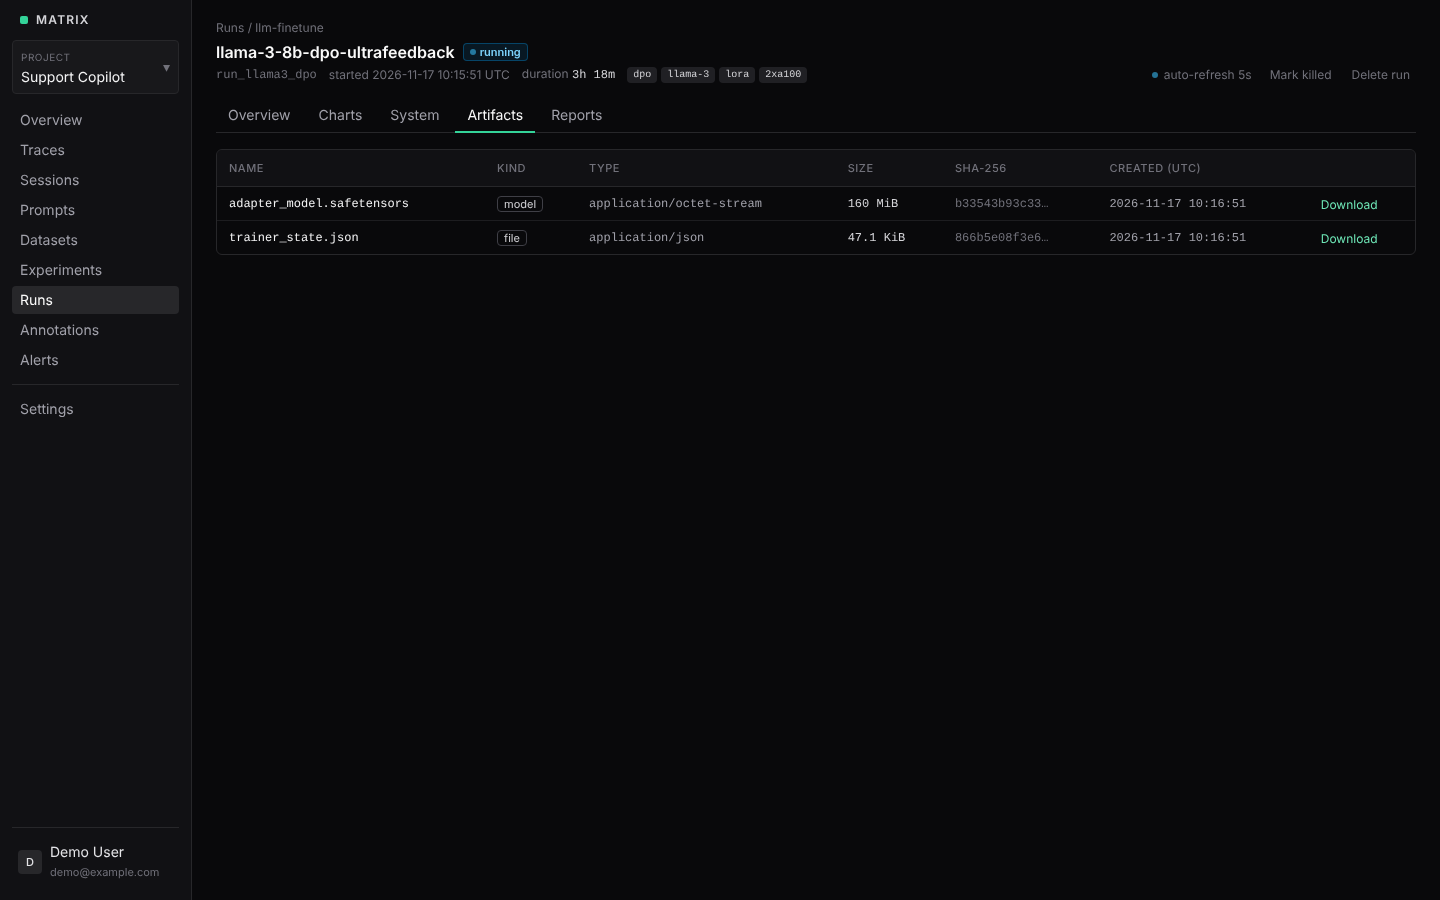 MATRIX
PROJECT
Support Copilot
Overview
Traces
Sessions
Prompts
Datasets
Experiments
Runs
Annotations
Alerts
Settings
D
Demo User
demo@example.com
Runs / llm-finetune
llama-3-8b-dpo-ultrafeedback running
run_llama3_dpo started 2026-11-17 10:15:51 UTC duration 3h 18m dpo llama-3 lora 2xa100 auto-refresh 5s Mark killed Delete run
Overview Charts System Artifacts Reports
NAME KIND TYPE SIZE SHA-256 CREATED (UTC)
adapter_model.safetensors model application/octet-stream 160 MiB b33543b93c33… 2026-11-17 10:16:51 Download
trainer_state.json file application/json 47.1 KiB 866b5e08f3e6… 2026-11-17 10:16:51 Download